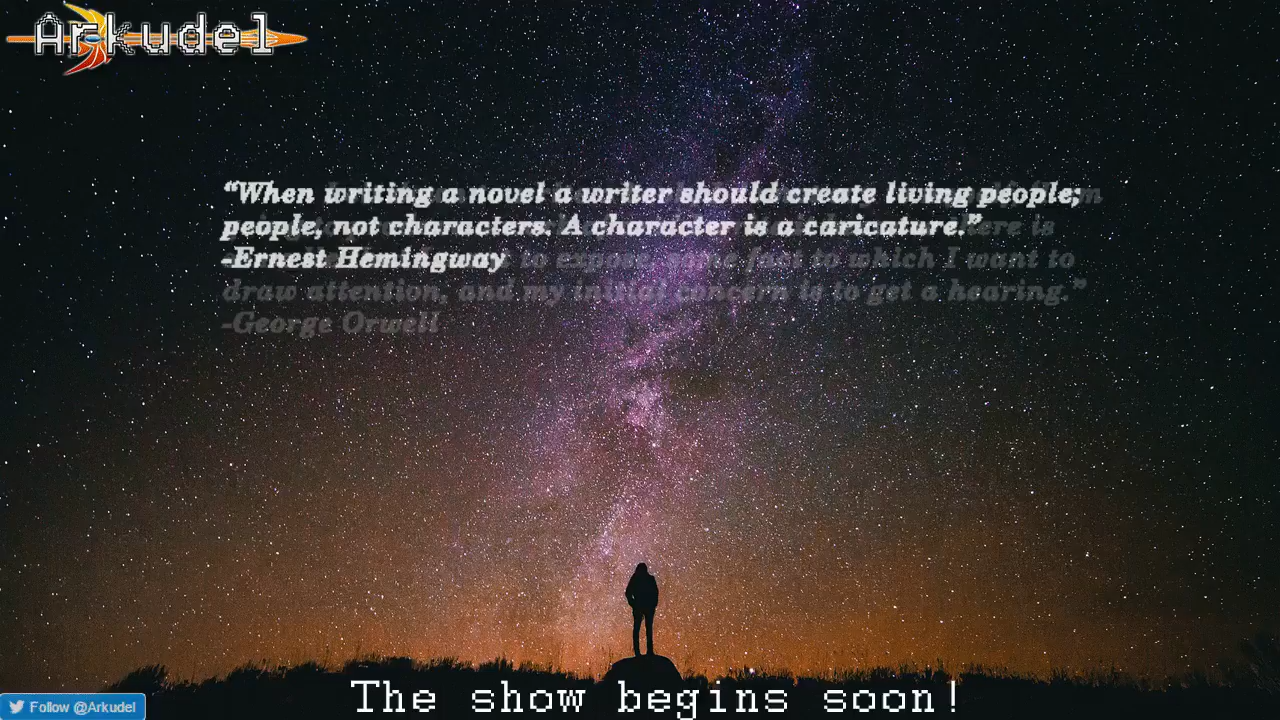 Arkudel
“When writing a novel a writer should create living people;
people, not characters. A character is a caricature.”
-Ernest Hemingway
to expose, some fact to which I want to
draw attention, and my initial concern is to get a hearing.”
-George Orwell
The show begins soon!
Follow @Arkudel